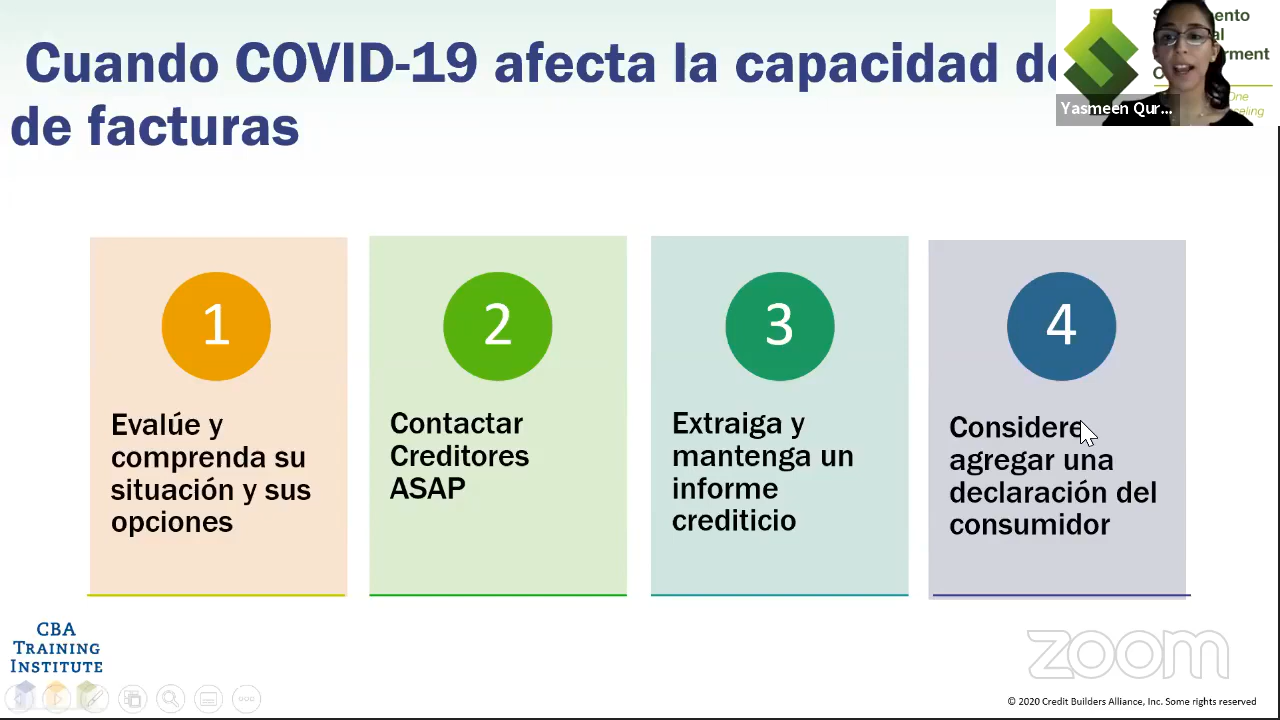 Cuando COVID-19 afecta la capacidad de
de facturas
Yasmeen Qur...
1
Evalúe y
comprenda su
situación y sus
opciones
2
Contactar
Creditores
ASAP
3
Extraiga y
mantenga un
informe
crediticio
4
Considere
agregar una
declaración del
consumidor
CBA
TRAINING
INSTITUTE
zoom
© 2020 Credit Builders Alliance, Inc. Some rights reserved